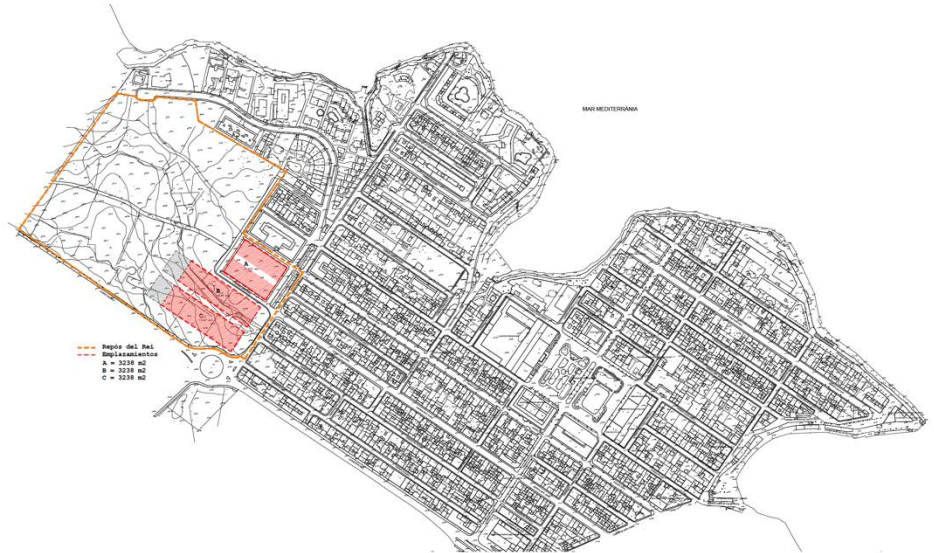 MAR MEDITERRÀNIA
A
B
C
Repòs del Rei
Emplazamientos
A = 3238 m2
B = 3238 m2
C = 3238 m2